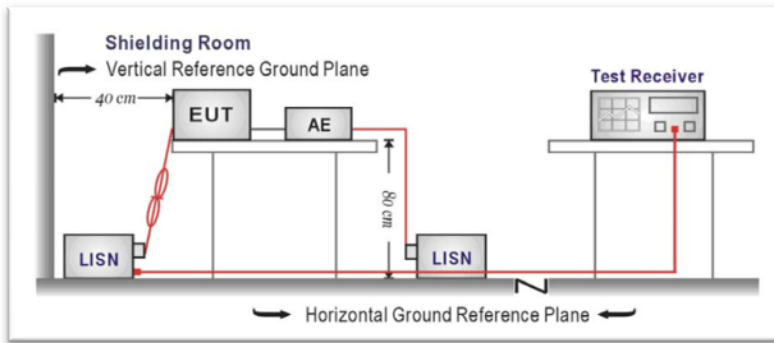 Shielding Room
Vertical Reference Ground Plane
Test Receiver
40 cm
EUT
AE
80 cm
LISN
LISN
Horizontal Ground Reference Plane